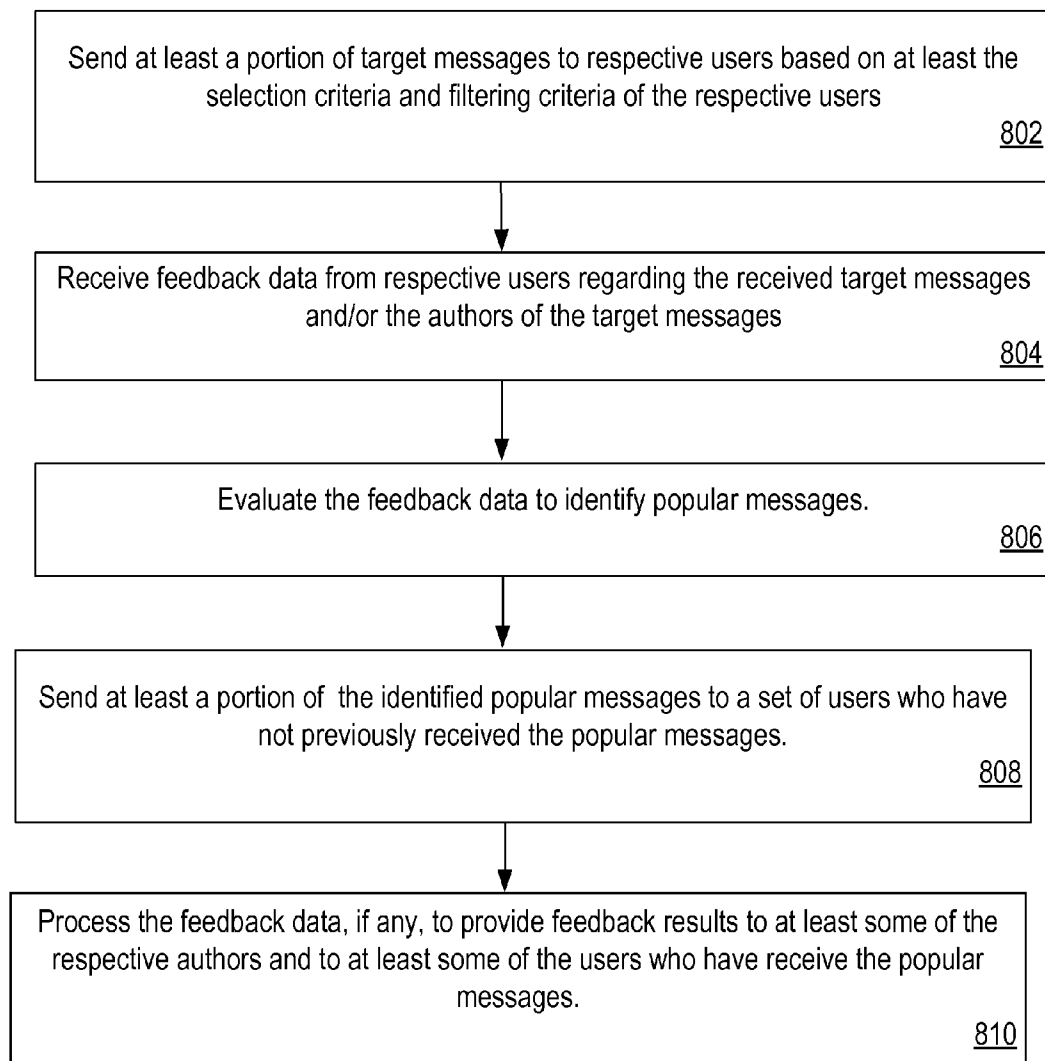 Send at least a portion of target messages to respective users based on at least the
selection criteria and filtering criteria of the respective users
802
Receive feedback data from respective users regarding the received target messages
and/or the authors of the target messages
804
Evaluate the feedback data to identify popular messages.
806
Send at least a portion of the identified popular messages to a set of users who have
not previously received the popular messages.
808
Process the feedback data, if any, to provide feedback results to at least some of the
respective authors and to at least some of the users who have receive the popular
messages.
810